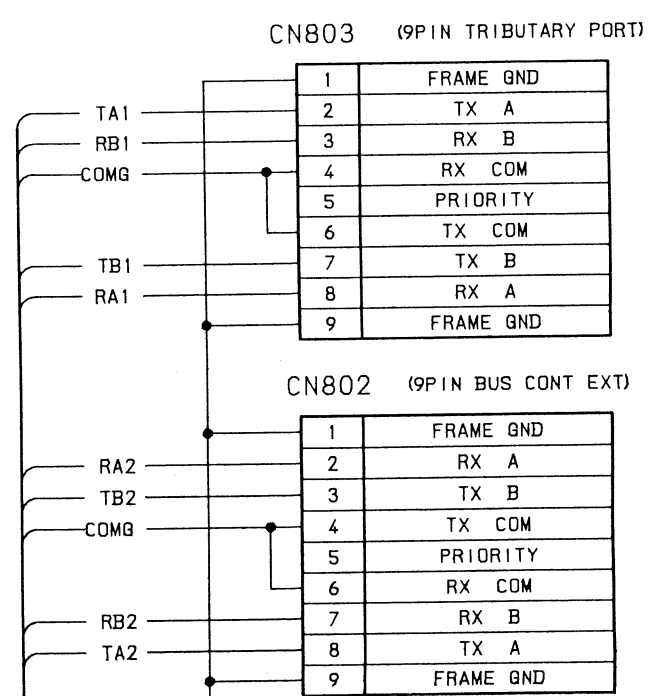 CN803 (9PIN TRIBUTARY PORT)
1 FRAME GND
TA1 2 TX A
RB1 3 RX B
COMG 4 RX COM
5 PRIORITY
6 TX COM
TB1 7 TX B
RA1 8 RX A
9 FRAME GND
CN802 (9PIN BUS CONT EXT)
1 FRAME GND
RA2 2 RX A
TB2 3 TX B
COMG 4 TX COM
5 PRIORITY
6 RX COM
RB2 7 RX B
TA2 8 TX A
9 FRAME GND